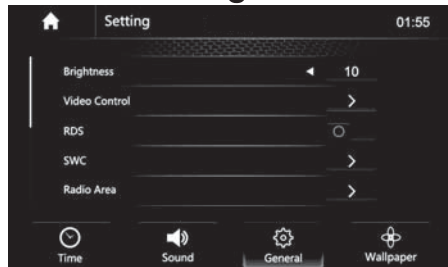 Setting 01:55
Brightness 10
Video Control
RDS
SWC
Radio Area
Time Sound General Wallpaper